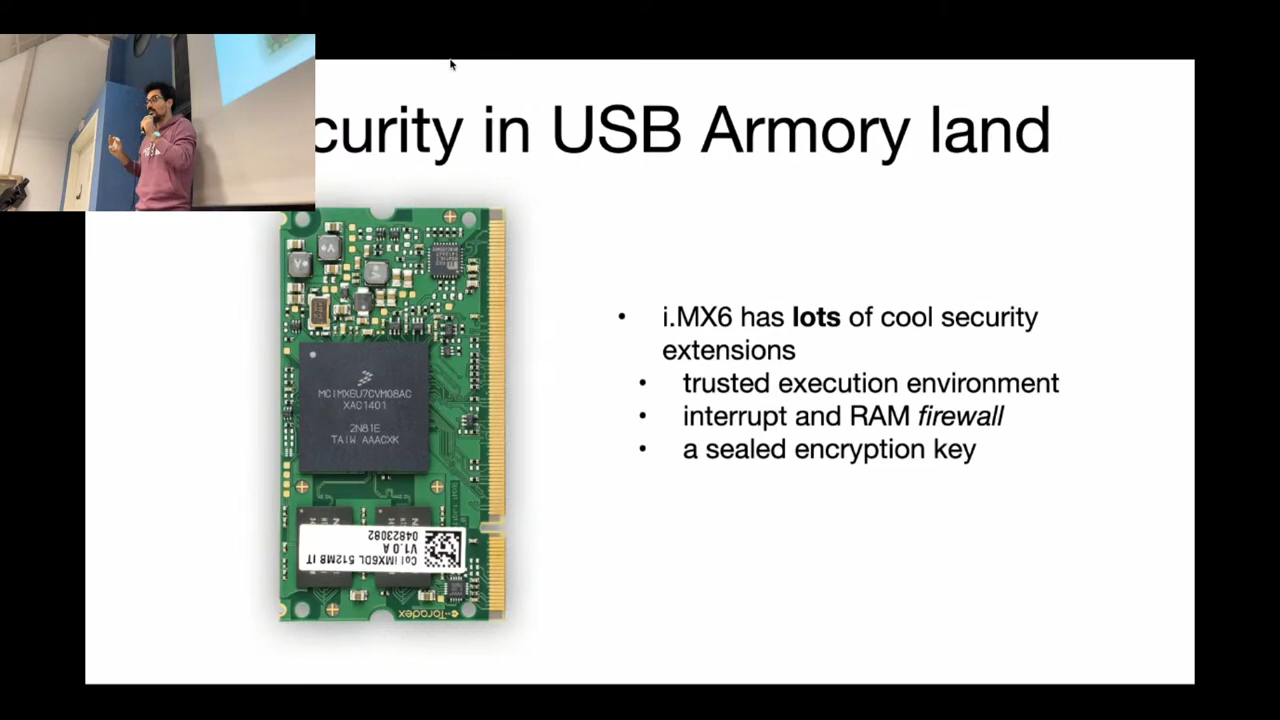 curity in USB Armory land
• i.MX6 has lots of cool security
extensions
• trusted execution environment
• interrupt and RAM firewall
• a sealed encryption key
MCIMX6U7CVM08AC
XAC1401
2N81E
TAIW AAACXK
Col iMX6DL 512MB IT
V1.0 A
04823082
Toradex